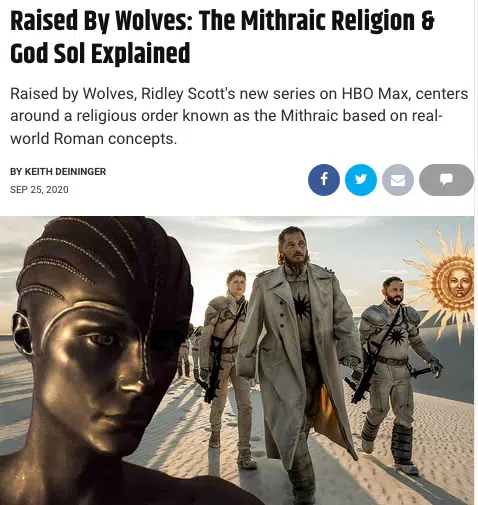 Raised By Wolves: The Mithraic Religion &
God Sol Explained
Raised by Wolves, Ridley Scott's new series on HBO Max, centers
around a religious order known as the Mithraic based on real-
world Roman concepts.
BY KEITH DEININGER
SEP 25, 2020